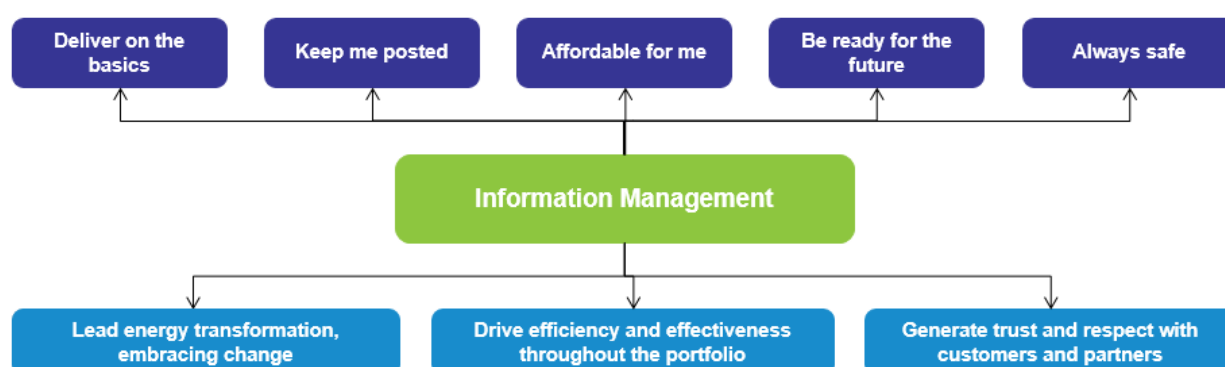 Deliver on the
basics
Keep me posted
Affordable for me
Be ready for the
future
Always safe
Information Management
Lead energy transformation,
embracing change
Drive efficiency and effectiveness
throughout the portfolio
Generate trust and respect with
customers and partners